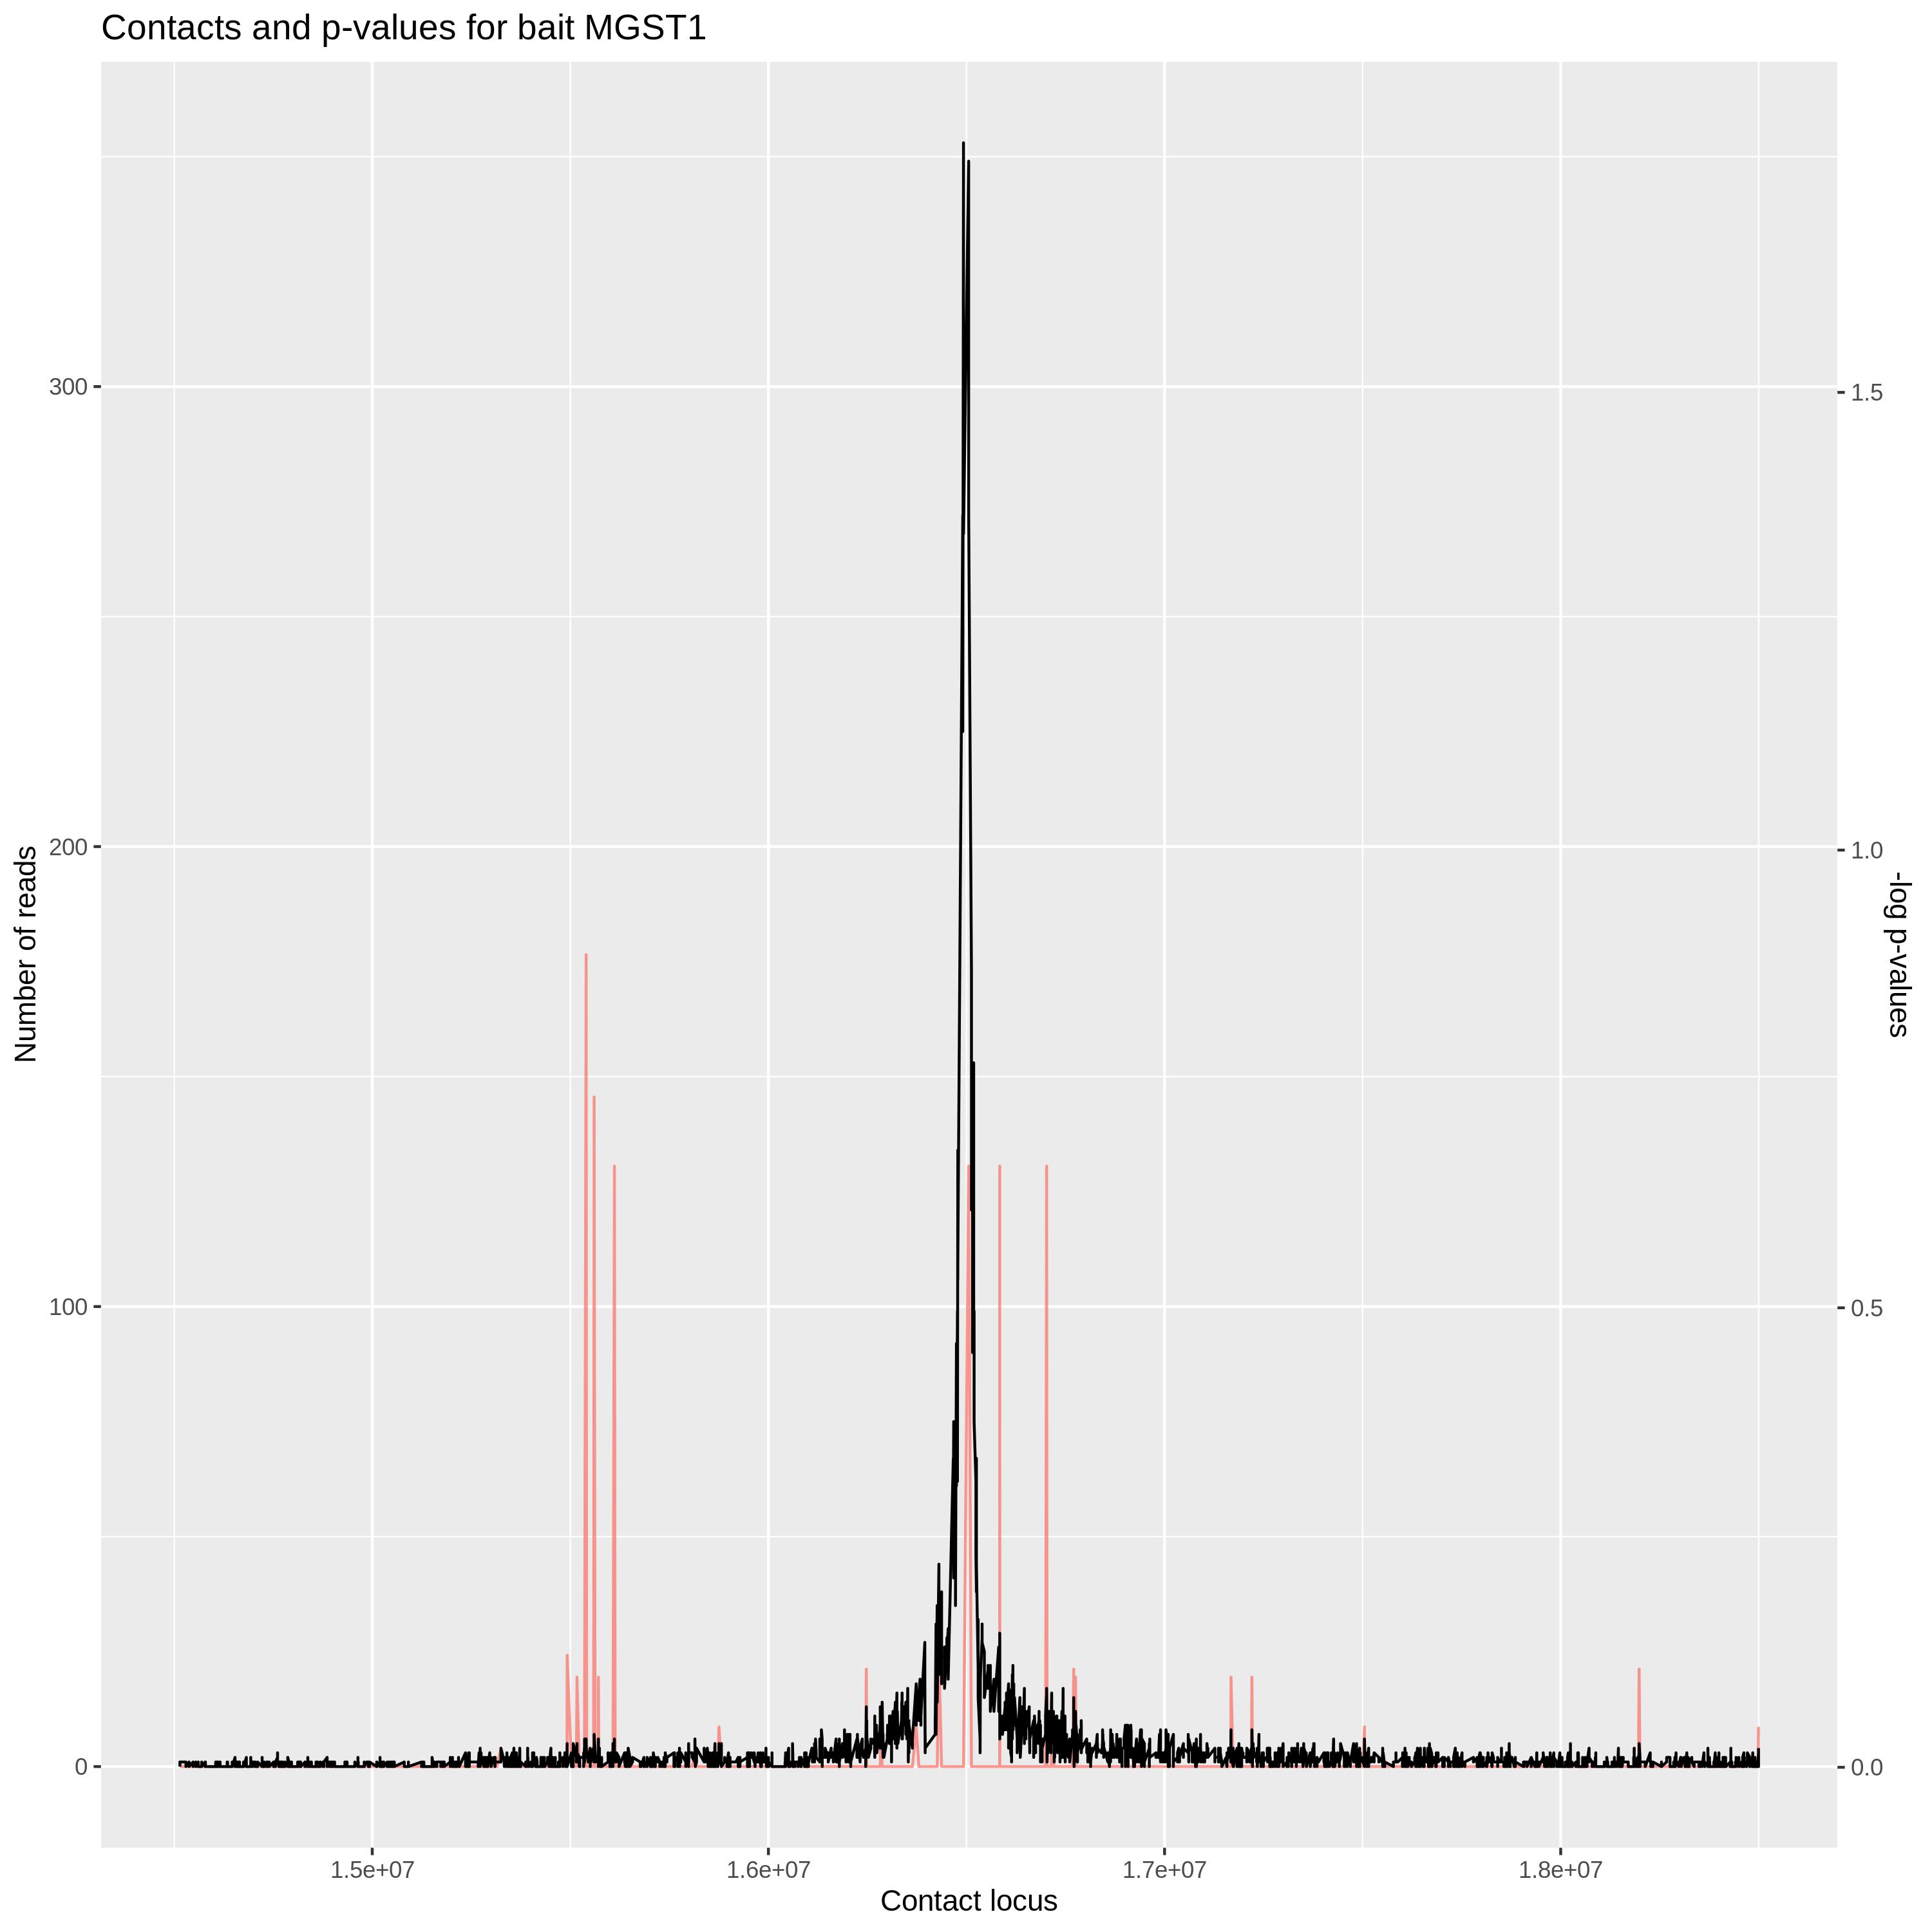 Contacts and p-values for bait MGST1
Number of reads
300
200
100
0
1.5
1.0
0.5
0.0
-log p-values
1.5e+07 1.6e+07 1.7e+07 1.8e+07
Contact locus